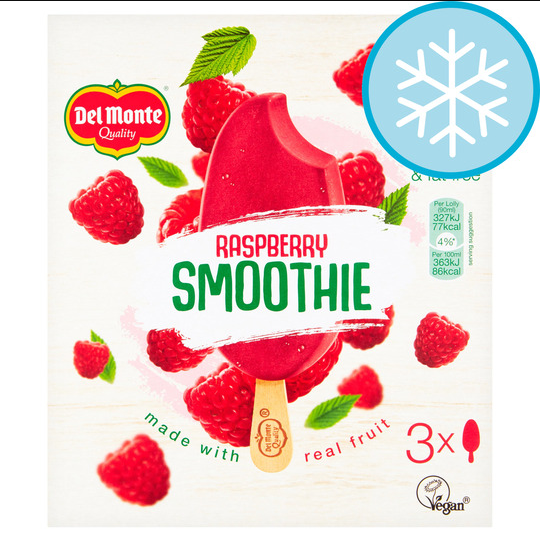 Del Monte
®
Quality
& fat free
Per Lolly
(90ml)
327kJ
77kcal
4%*
Per 100ml
363kJ
86kcal
serving suggestion
RASPBERRY
SMOOTHIE
made with real fruit
®
Del Monte
Quality
3x
Vegan®